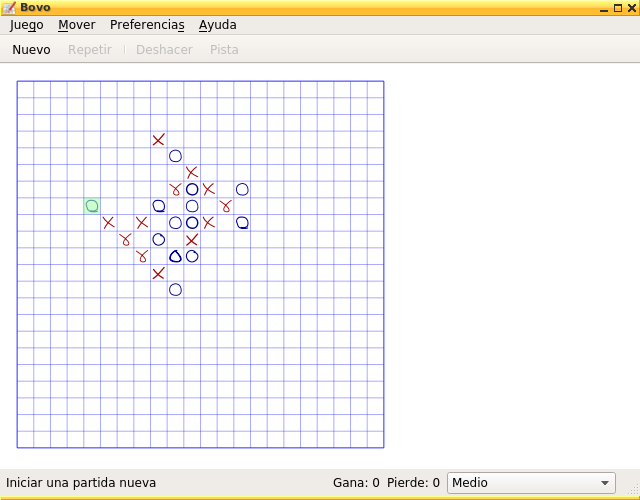 Bovo
Juego Mover Preferencias Ayuda
Nuevo Repetir Deshacer Pista
Iniciar una partida nueva Gana: 0 Pierde: 0 Medio